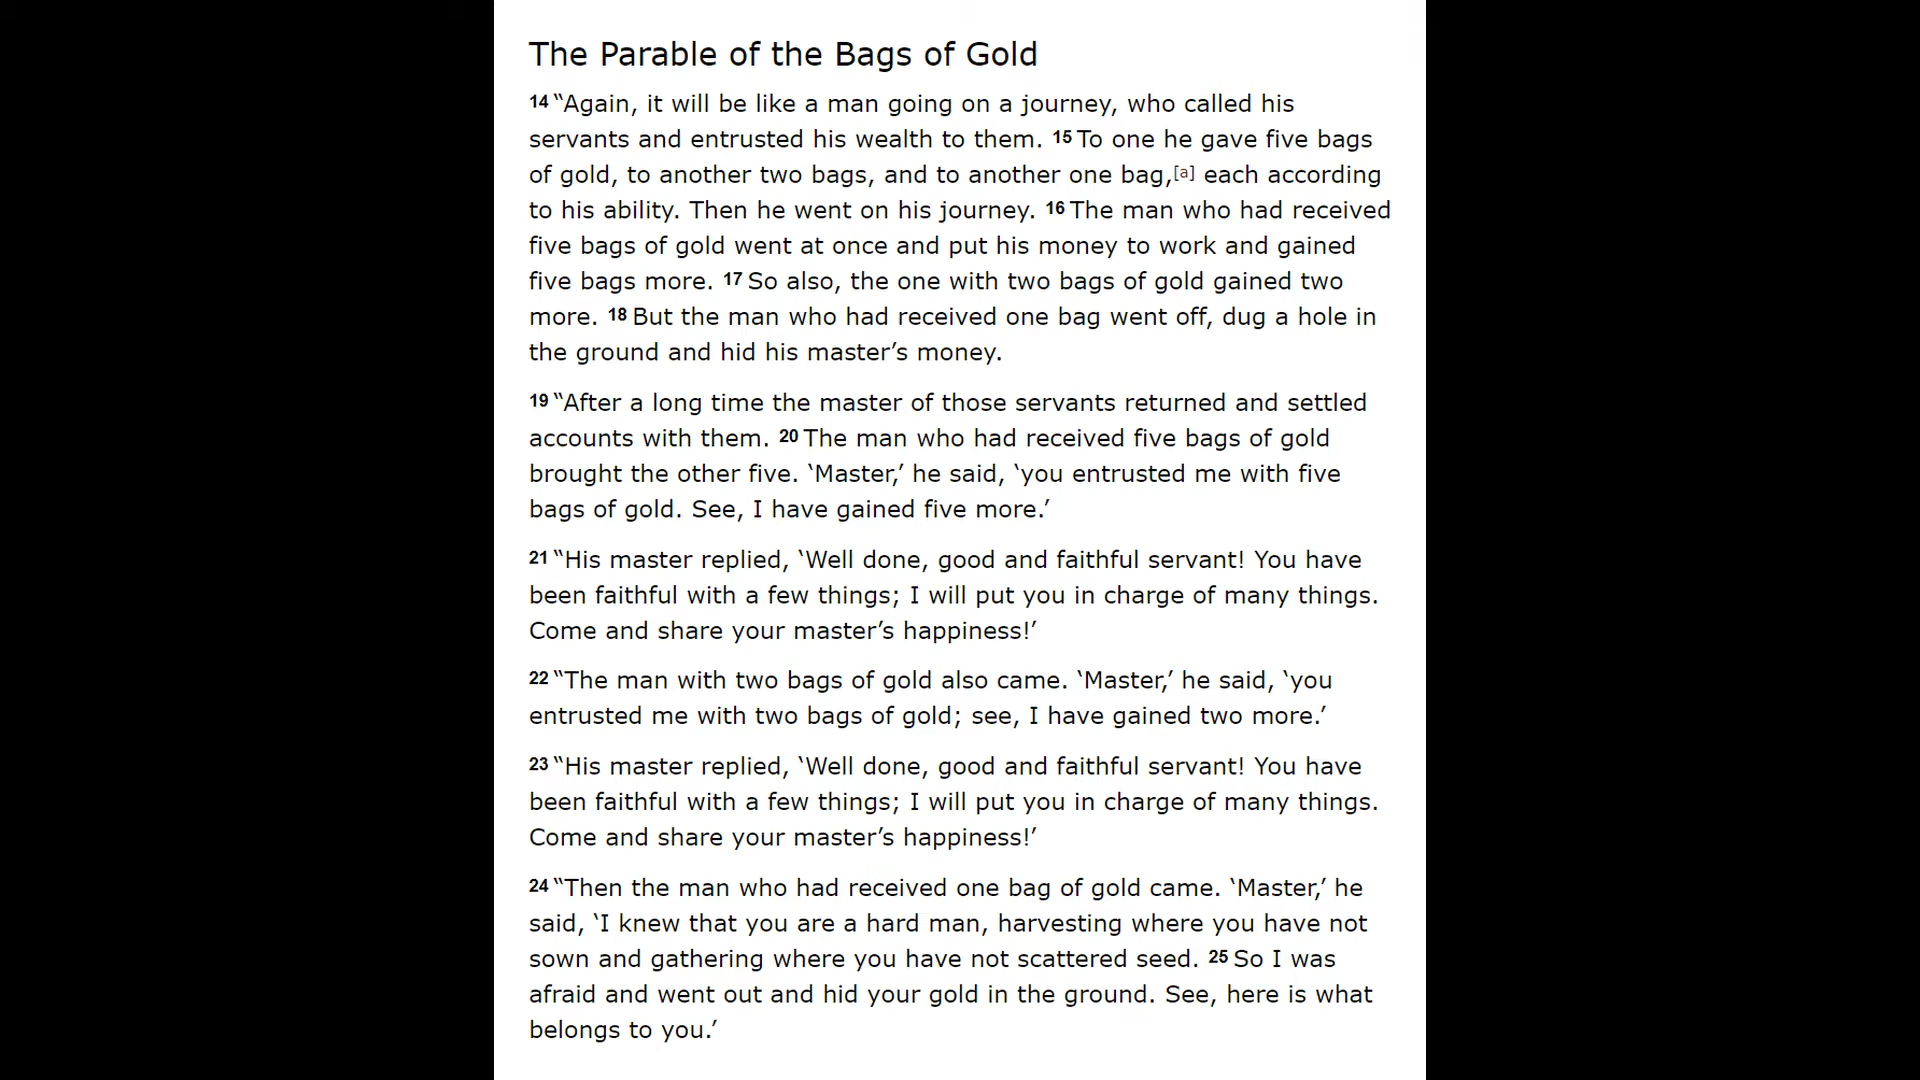 The Parable of the Bags of Gold
14 “Again, it will be like a man going on a journey, who called his
servants and entrusted his wealth to them. 15 To one he gave five bags
of gold, to another two bags, and to another one bag,[a] each according
to his ability. Then he went on his journey. 16 The man who had received
five bags of gold went at once and put his money to work and gained
five bags more. 17 So also, the one with two bags of gold gained two
more. 18 But the man who had received one bag went off, dug a hole in
the ground and hid his master’s money.
19 “After a long time the master of those servants returned and settled
accounts with them. 20 The man who had received five bags of gold
brought the other five. ‘Master,’ he said, ‘you entrusted me with five
bags of gold. See, I have gained five more.’
21 “His master replied, ‘Well done, good and faithful servant! You have
been faithful with a few things; I will put you in charge of many things.
Come and share your master’s happiness!’
22 “The man with two bags of gold also came. ‘Master,’ he said, ‘you
entrusted me with two bags of gold; see, I have gained two more.’
23 “His master replied, ‘Well done, good and faithful servant! You have
been faithful with a few things; I will put you in charge of many things.
Come and share your master’s happiness!’
24 “Then the man who had received one bag of gold came. ‘Master,’ he
said, ‘I knew that you are a hard man, harvesting where you have not
sown and gathering where you have not scattered seed. 25 So I was
afraid and went out and hid your gold in the ground. See, here is what
belongs to you.’